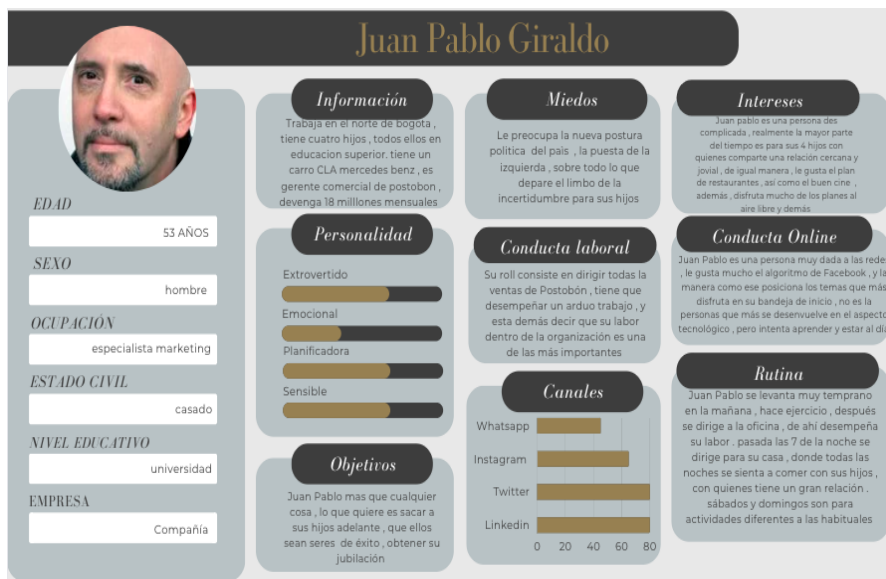 Juan Pablo Giraldo
EDAD
53 AÑOS
SEXO
hombre
OCUPACIÓN
especialista marketing
ESTADO CIVIL
casado
NIVEL EDUCATIVO
universidad
EMPRESA
Compañía
Información
Trabaja en el norte de bogota ,
tiene cuatro hijos , todos ellos en
educacion superior. tiene un
carro CLA mercedes benz , es
gerente comercial de postobon ,
devenga 18 milllones mensuales
Personalidad
Extrovertido
Emocional
Planificadora
Sensible
Objetivos
Juan Pablo mas que cualquier
cosa , lo que quiere es sacar a
sus hijos adelante , que ellos
sean seres de éxito , obtener su
jubilación
Miedos
Le preocupa la nueva postura
politica del pais , la puesta de la
izquierda , sobre todo lo que
depare el limbo de la
incertidumbre para sus hijos
Conducta laboral
Su roll consiste en dirigir todas la
ventas de Postobón , tiene que
desempeñar un arduo trabajo , y
esta demás decir que su labor
dentro de la organización es una
de las más importantes
Canales
Whatsapp
Instagram
Twitter
Linkedin
0 20 40 60 80
Intereses
Juan pablo es una persona des
complicada , realmente la mayor parte
del tiempo es para sus 4 hijos con
quienes comparte una relación cercana y
jovial , de igual manera , le gusta el plan
de restaurantes , así como el buen cine ,
además , disfruta mucho de los planes al
aire libre y demás
Conducta Online
Juan Pablo es una persona muy dada a las redes
, le gusta mucho el algoritmo de Facebook , y la
manera como ese posiciona los temas que más
disfruta en su bandeja de inicio , no es la
personas que más se desenvuelve en el aspecto
tecnológico , pero intenta aprender y estar al día
Rutina
Juan Pablo se levanta muy temprano
en la mañana , hace ejercicio , después
se dirige a la oficina , de ahí desempeña
su labor . pasada las 7 de la noche se
dirige para su casa , donde todas las
noches se sienta a comer con sus hijos ,
con quienes tiene un gran relación .
sábados y domingos son para
actividades diferentes a las habituales